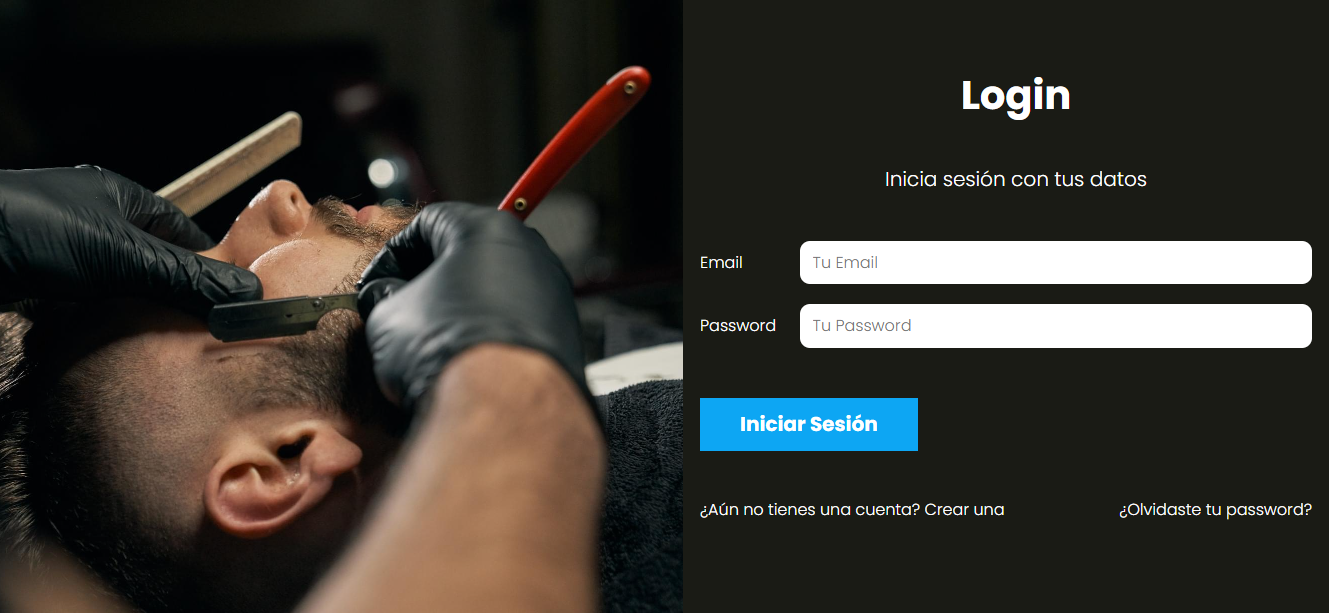 Login
Inicia sesión con tus datos
Email Tu Email
Password Tu Password
Iniciar Sesión
¿Aún no tienes una cuenta? Crear una ¿Olvidaste tu password?